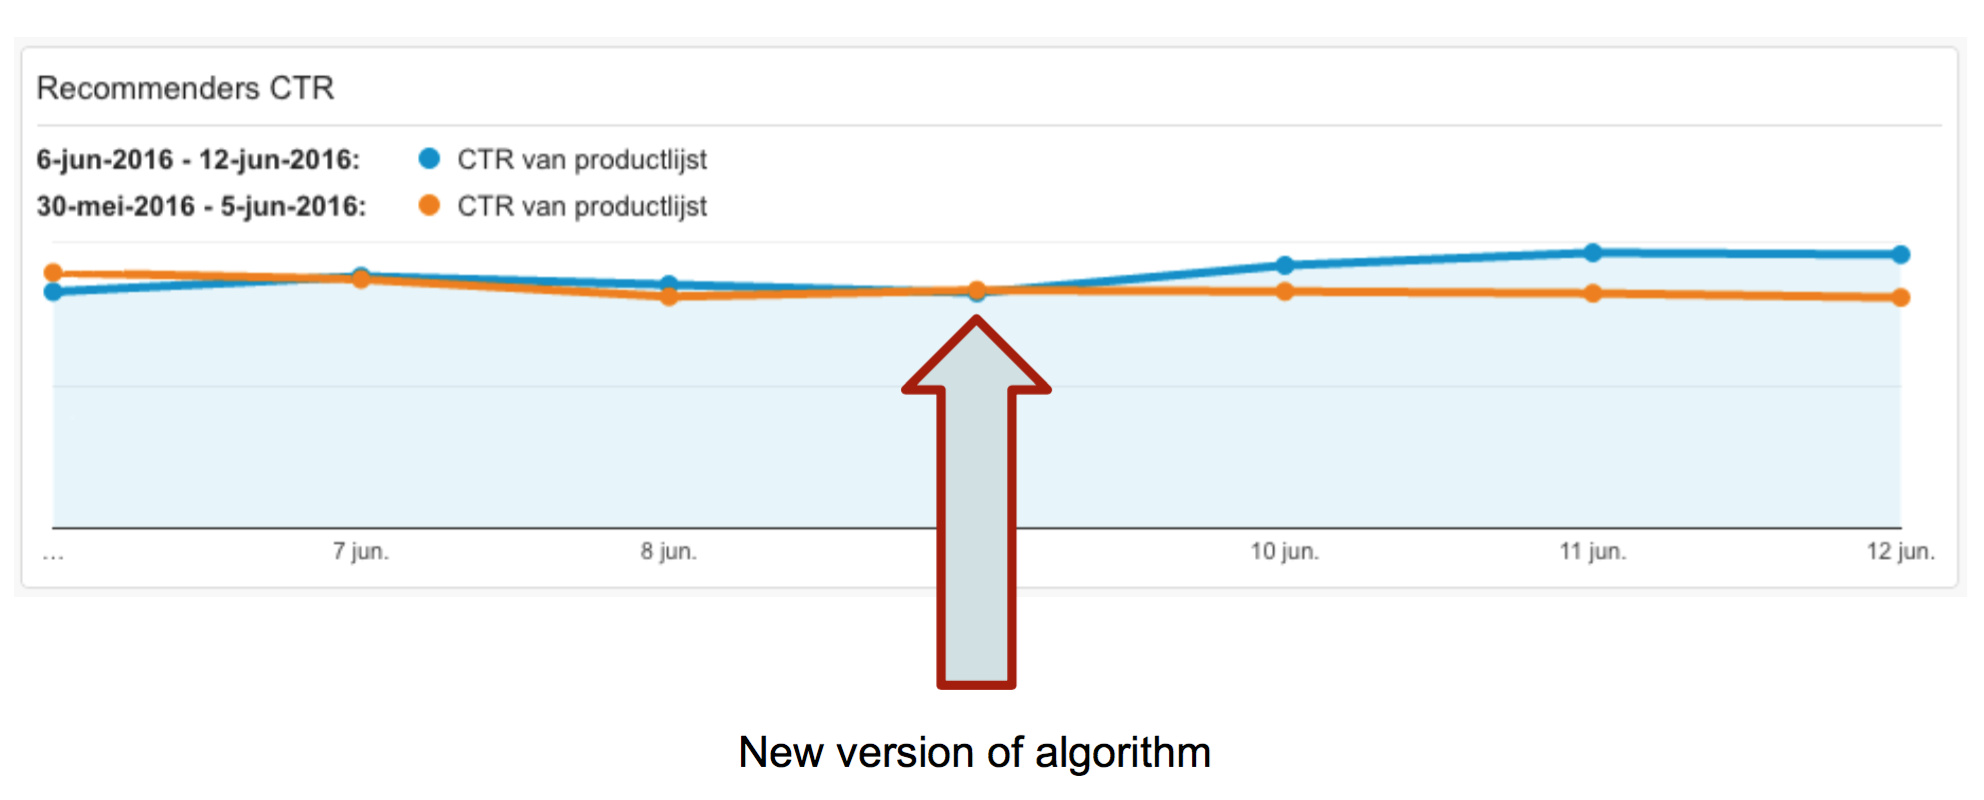 Recommenders CTR
6-jun-2016 - 12-jun-2016: CTR van productlijst
30-mei-2016 - 5-jun-2016: CTR van productlijst
... 7 jun. 8 jun. 10 jun. 11 jun. 12 jun.
New version of algorithm